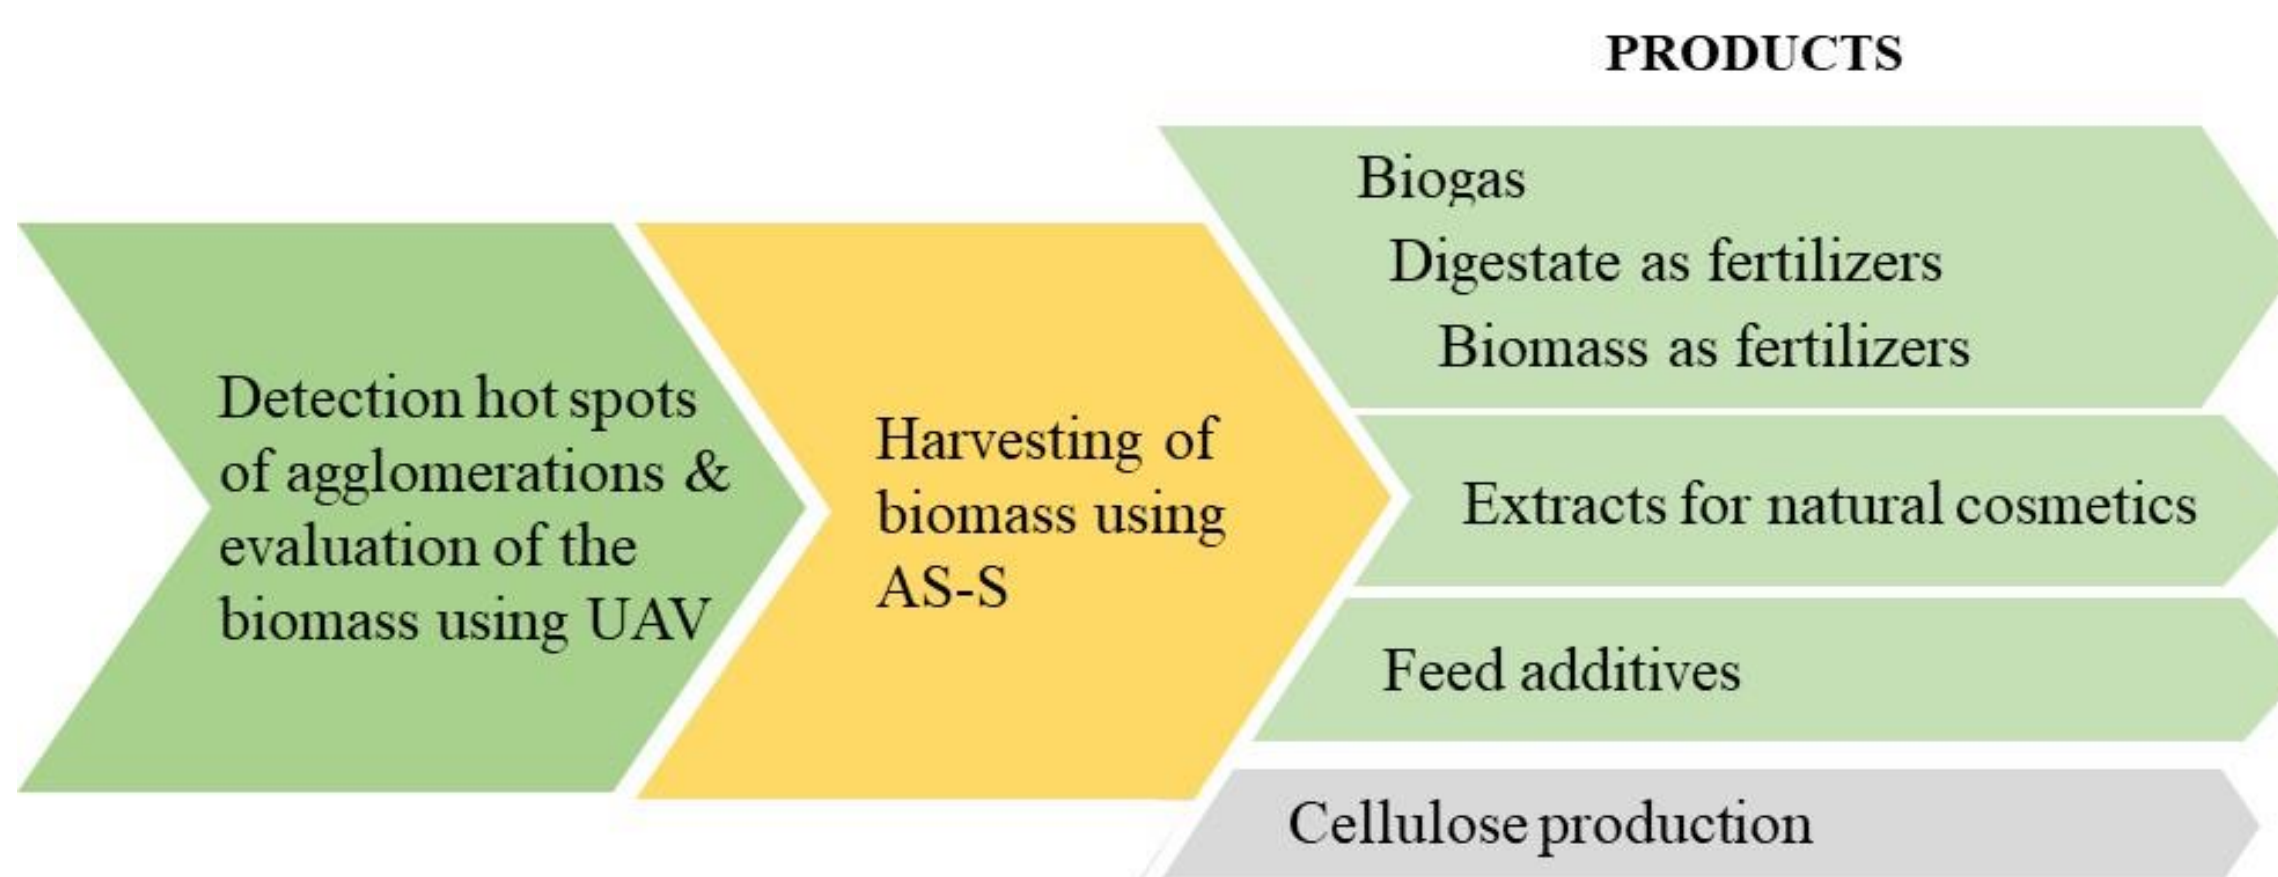 PRODUCTS
Detection hot spots
of agglomerations &
evaluation of the
biomass using UAV
Harvesting of
biomass using
AS-S
Biogas
Digestate as fertilizers
Biomass as fertilizers
Extracts for natural cosmetics
Feed additives
Cellulose production